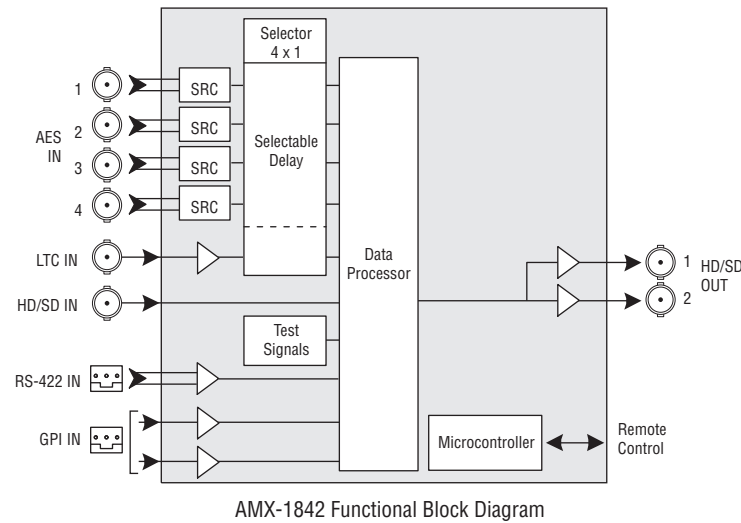 Selector
4 x 1
1
SRC
AES
IN
2
SRC
Selectable
Delay
3
SRC
4
SRC
LTC IN
Data
Processor
1
HD/SD
OUT
2
HD/SD IN
Test
Signals
RS-422 IN
GPI IN
Microcontroller
Remote
Control
AMX-1842 Functional Block Diagram